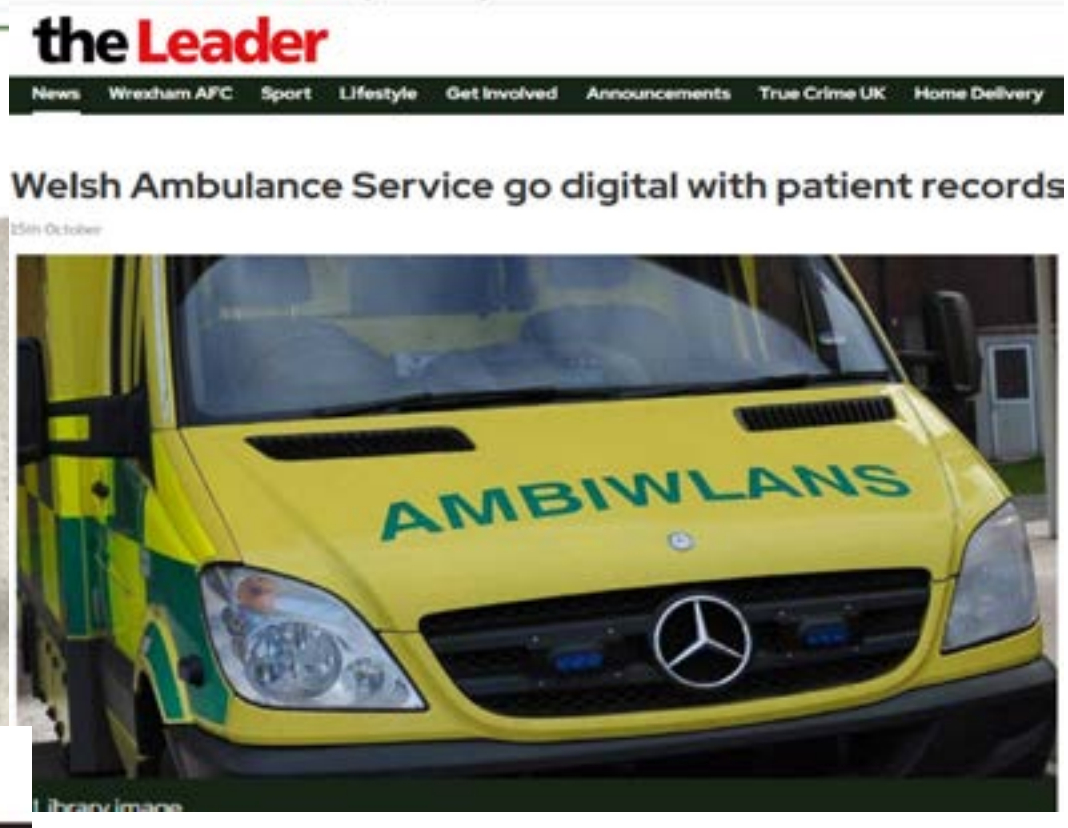 the Leader
News Wrexham AFC Sport Lifestyle Get Involved Announcements True Crime UK Home Delivery
Welsh Ambulance Service go digital with patient records
15th October
AMBIWLANS
Library image